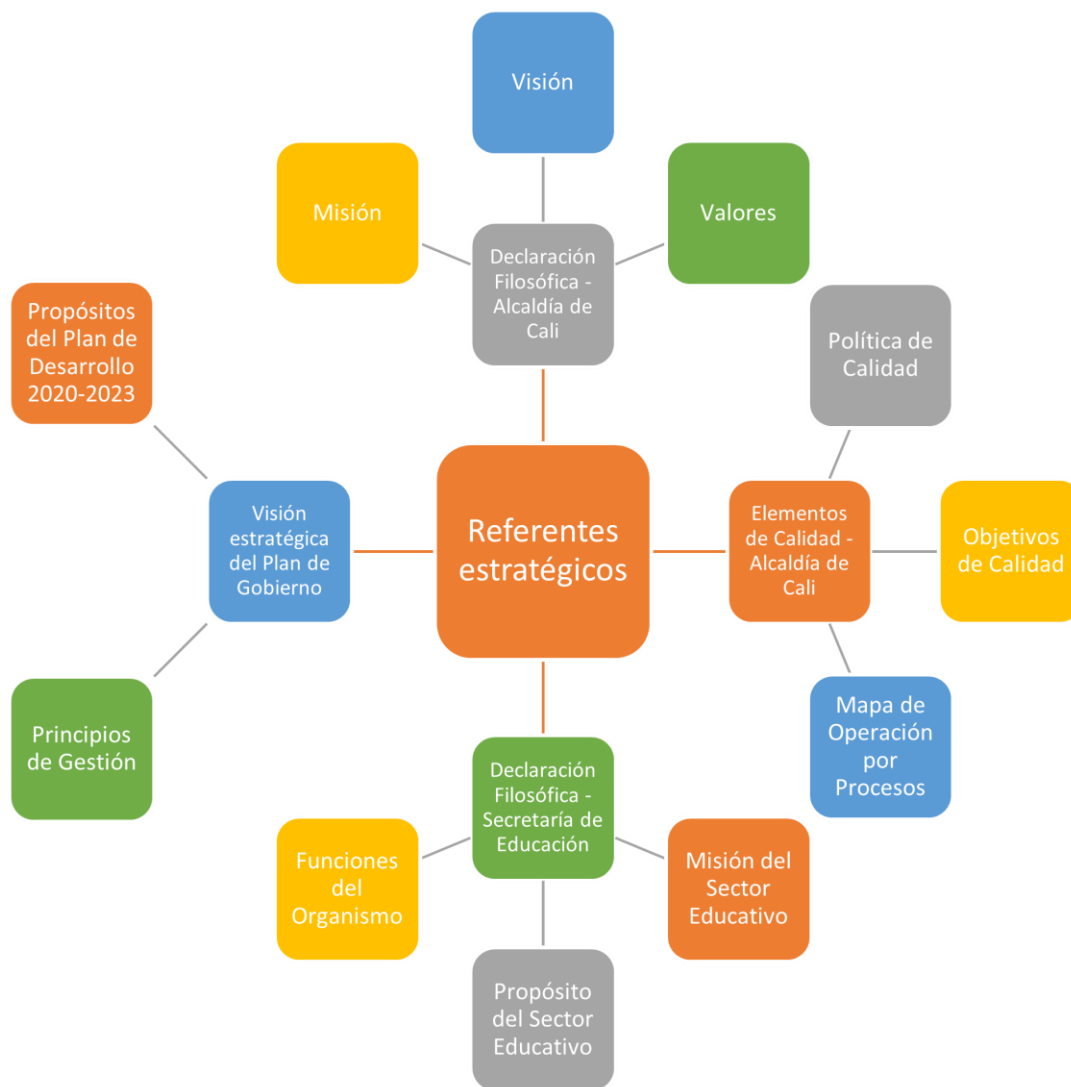 Visión
Misión
Valores
Declaración
Filosófica -
Alcaldía de
Cali
Propósitos
del Plan de
Desarrollo
2020-2023
Política de
Calidad
Visión
estratégica
del Plan de
Gobierno
Referentes
estratégicos
Elementos
de Calidad -
Alcaldía de
Cali
Objetivos
de Calidad
Principios
de Gestión
Mapa de
Operación
por
Procesos
Declaración
Filosófica -
Secretaría de
Educación
Funciones
del
Organismo
Misión del
Sector
Educativo
Propósito
del Sector
Educativo